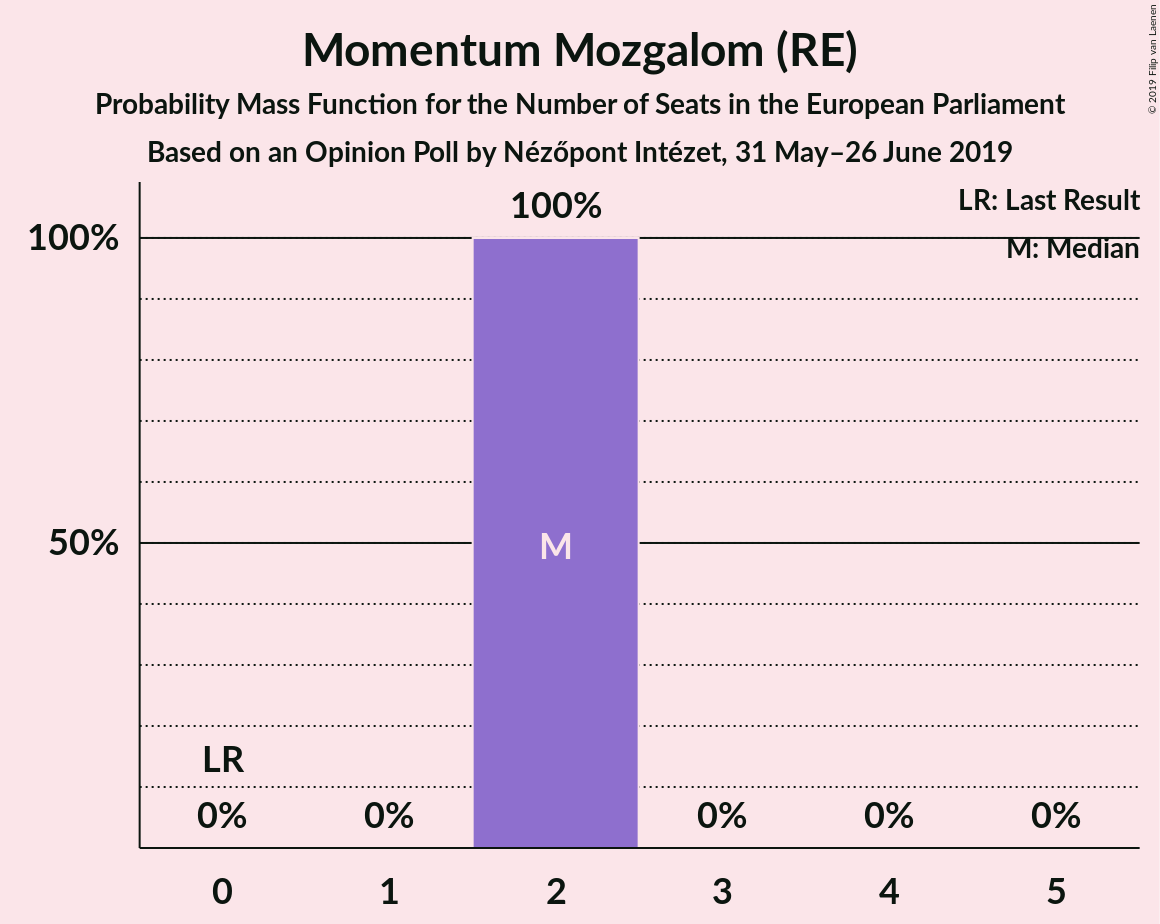 Momentum Mozgalom (RE)
Probability Mass Function for the Number of Seats in the European Parliament
Based on an Opinion Poll by Nézőpont Intézet, 31 May–26 June 2019
© 2019 Filip van Laenen
LR: Last Result
M: Median
100%
100%
50%
M
LR
0%
0%
0%
0%
0%
0
1
2
3
4
5